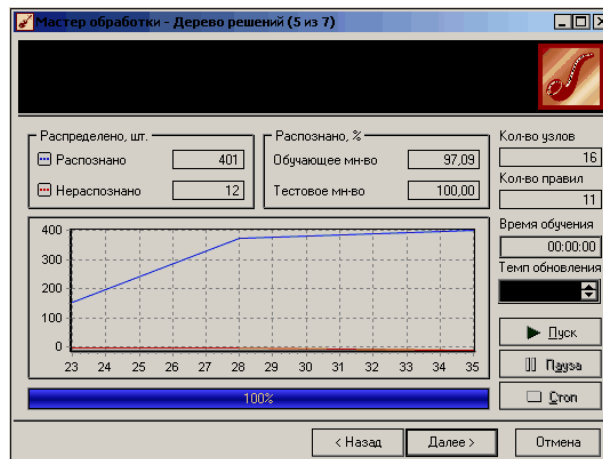 Мастер обработки - Дерево решений (5 из 7)
Распределено, шт.
Распознано 401
Нераспознано 12
Распознано, %
Обучающее мн-во 97,09
Тестовое мн-во 100,00
Кол-во узлов
16
Кол-во правил
11
Время обучения
00:00:00
Темп обновления
400
300
200
100
0
23 24 25 26 27 28 29 30 31 32 33 34 35
100%
Пуск
Пауза
Стоп
< Назад
Далее >
Отмена